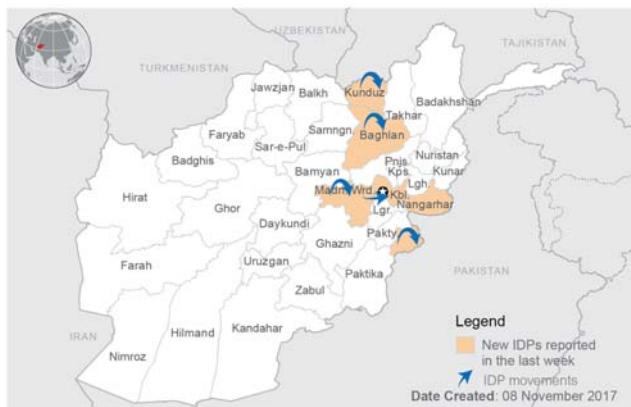 UZBEKISTAN
TAJIKISTAN
TURKMENISTAN
Kunduz
Jawzjan
Balkh
Badakhshan
Takhar
Faryab
Samngn.
Baghlan
Sar-e-Pul
Badghis
Pnjs.
Nuristan
Bamyan
Kps.
Kunar
Lgh.
Hirat
Madn Wrd.
Kbl.
Ghor
Nangarhar
Lgr.
Daykundi
Pakty
Ghazni
Farah
Uruzgan
Paktika
PAKISTAN
Zabul
Legend
IRAN
Hilmand
Kandahar
New IDPs reported
in the last week
Nimroz
IDP movements
Date Created: 08 November 2017